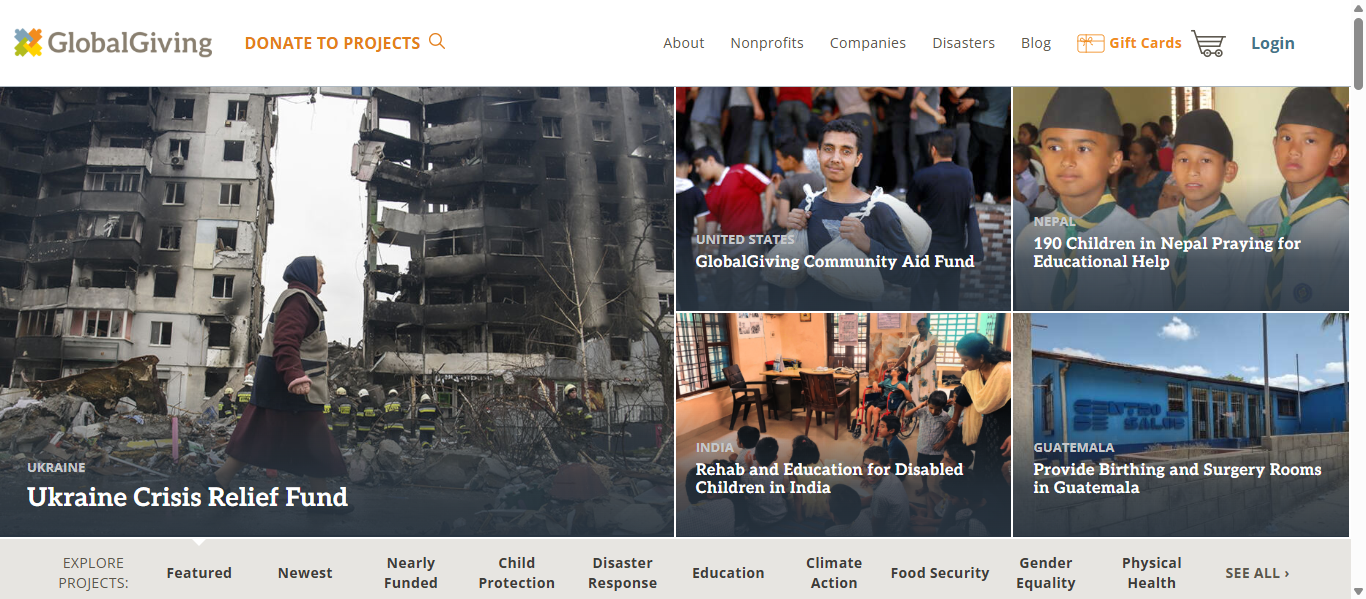 GlobalGiving
DONATE TO PROJECTS
About Nonprofits Companies Disasters Blog Gift Cards Login
UKRAINE
Ukraine Crisis Relief Fund
UNITED STATES
GlobalGiving Community Aid Fund
NEPAL
190 Children in Nepal Praying for
Educational Help
INDIA
Rehab and Education for Disabled
Children in India
CENTRO DE
DE SALUD
GUATEMALA
Provide Birthing and Surgery Rooms
in Guatemala
EXPLORE
PROJECTS:
Featured
Newest
Nearly
Funded
Child
Protection
Disaster
Response
Education
Climate
Action
Food Security
Gender
Equality
Physical
Health
SEE ALL ›